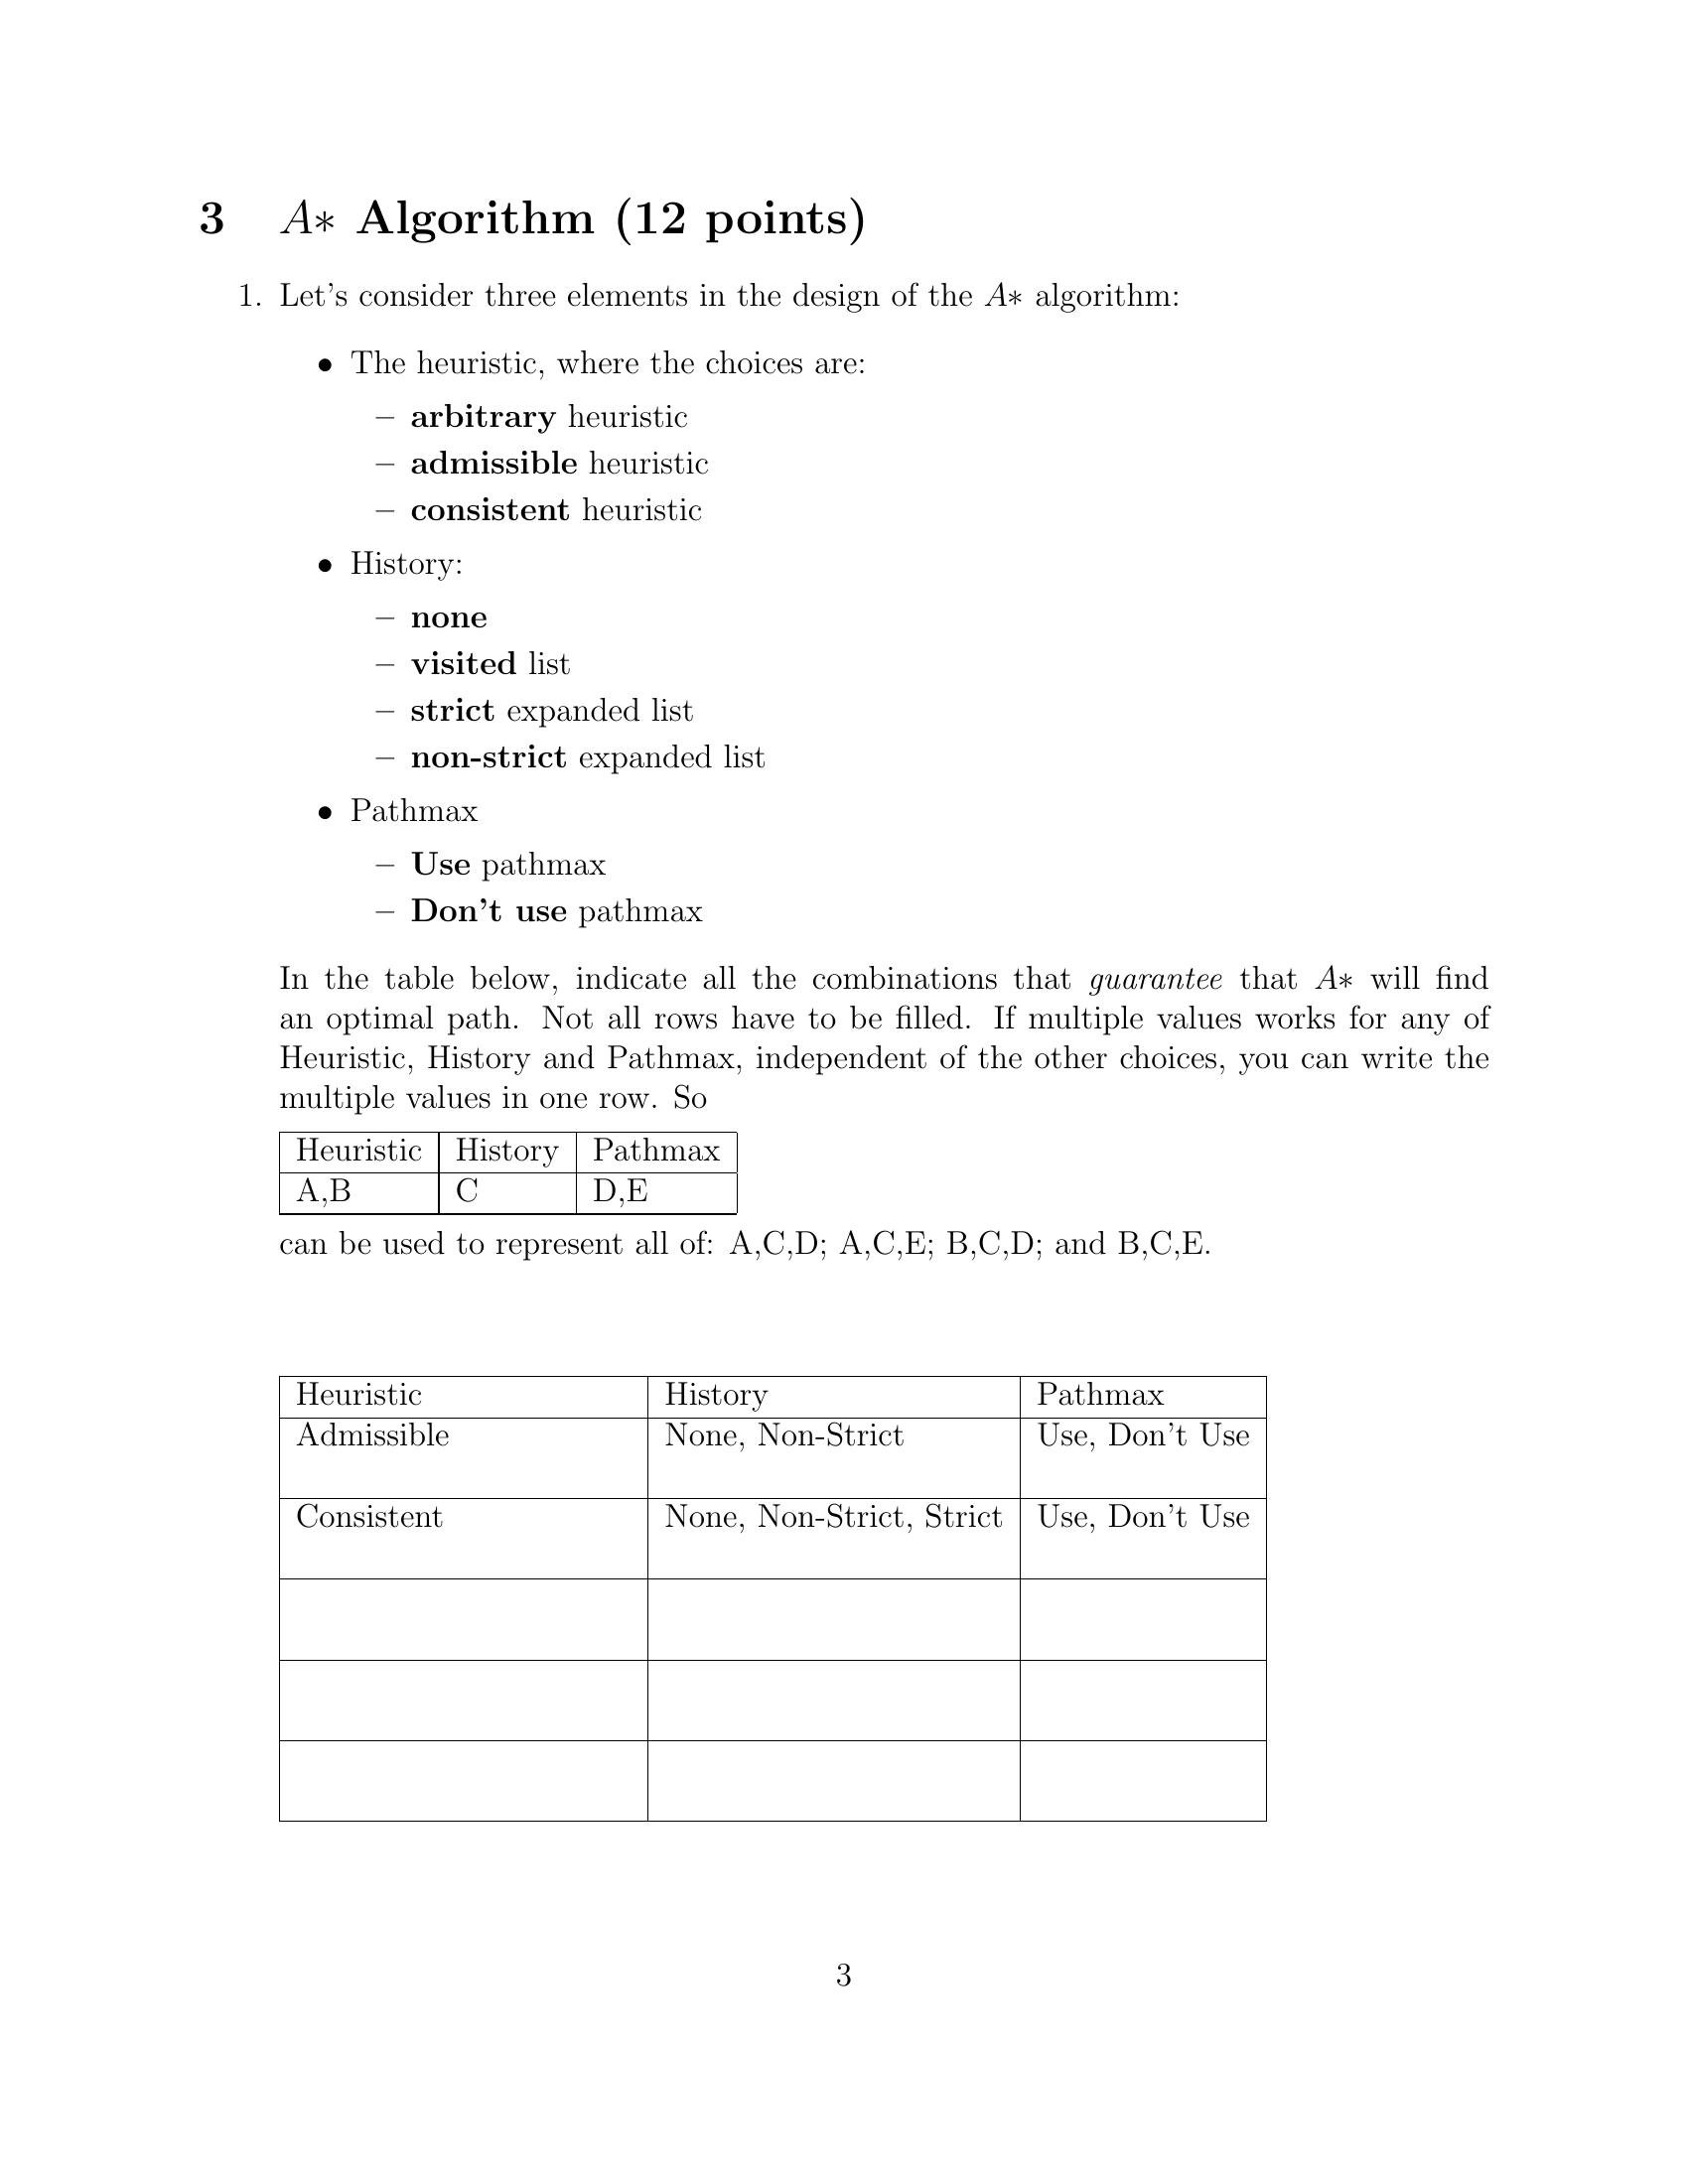 3 A∗ Algorithm (12 points)
1. Let's consider three elements in the design of the A∗ algorithm:
• The heuristic, where the choices are:
– arbitrary heuristic
– admissible heuristic
– consistent heuristic
• History:
– none
– visited list
– strict expanded list
– non-strict expanded list
• Pathmax
– Use pathmax
– Don't use pathmax
In the table below, indicate all the combinations that guarantee that A∗ will find
an optimal path. Not all rows have to be filled. If multiple values works for any of
Heuristic, History and Pathmax, independent of the other choices, you can write the
multiple values in one row. So
Heuristic History Pathmax
A,B C D,E
can be used to represent all of: A,C,D; A,C,E; B,C,D; and B,C,E.
Heuristic History Pathmax
Admissible None, Non-Strict Use, Don't Use
Consistent None, Non-Strict, Strict Use, Don't Use
3